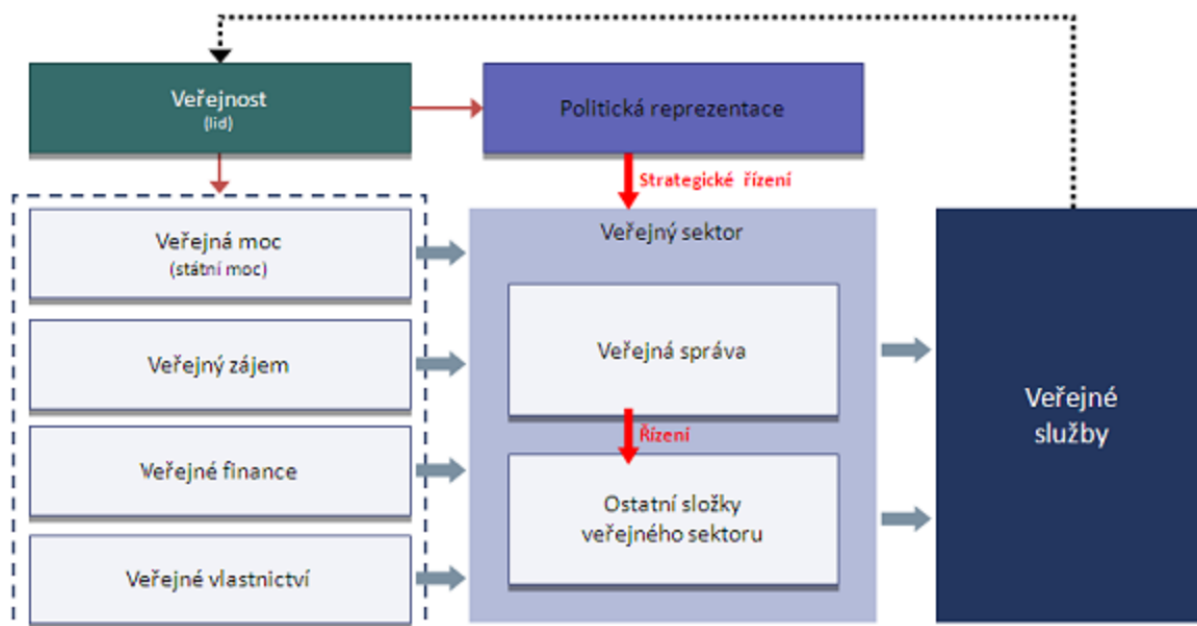 Veřejnost
(lid)
Politická reprezentace
Strategické řízení
Veřejná moc
(státní moc)
Veřejný zájem
Veřejné finance
Veřejné vlastnictví
Veřejný sektor
Veřejná správa
Řízení
Ostatní složky
veřejného sektoru
Veřejné
služby